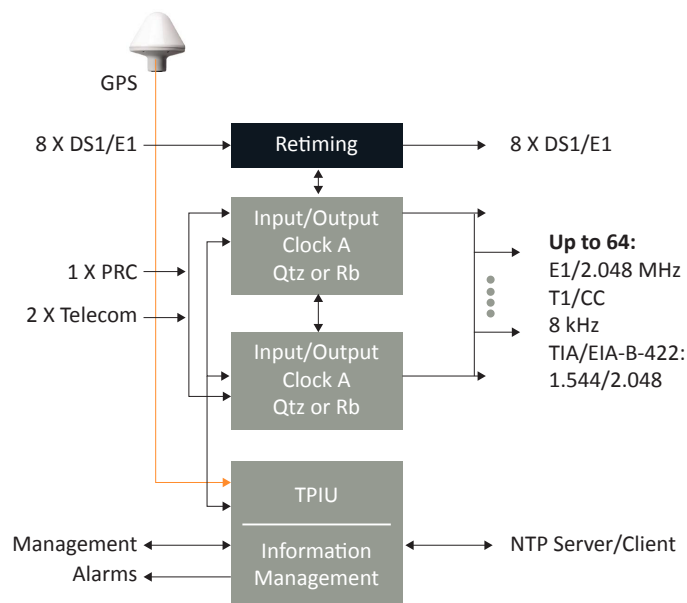 GPS
8 X DS1/E1
Retiming
8 X DS1/E1
Input/Output
Clock A
Qtz or Rb
1 X PRC
2 X Telecom
Up to 64:
E1/2.048 MHz
T1/CC
8 kHz
TIA/EIA-B-422:
1.544/2.048
Input/Output
Clock A
Qtz or Rb
TPIU
Information
Management
Management
Alarms
NTP Server/Client